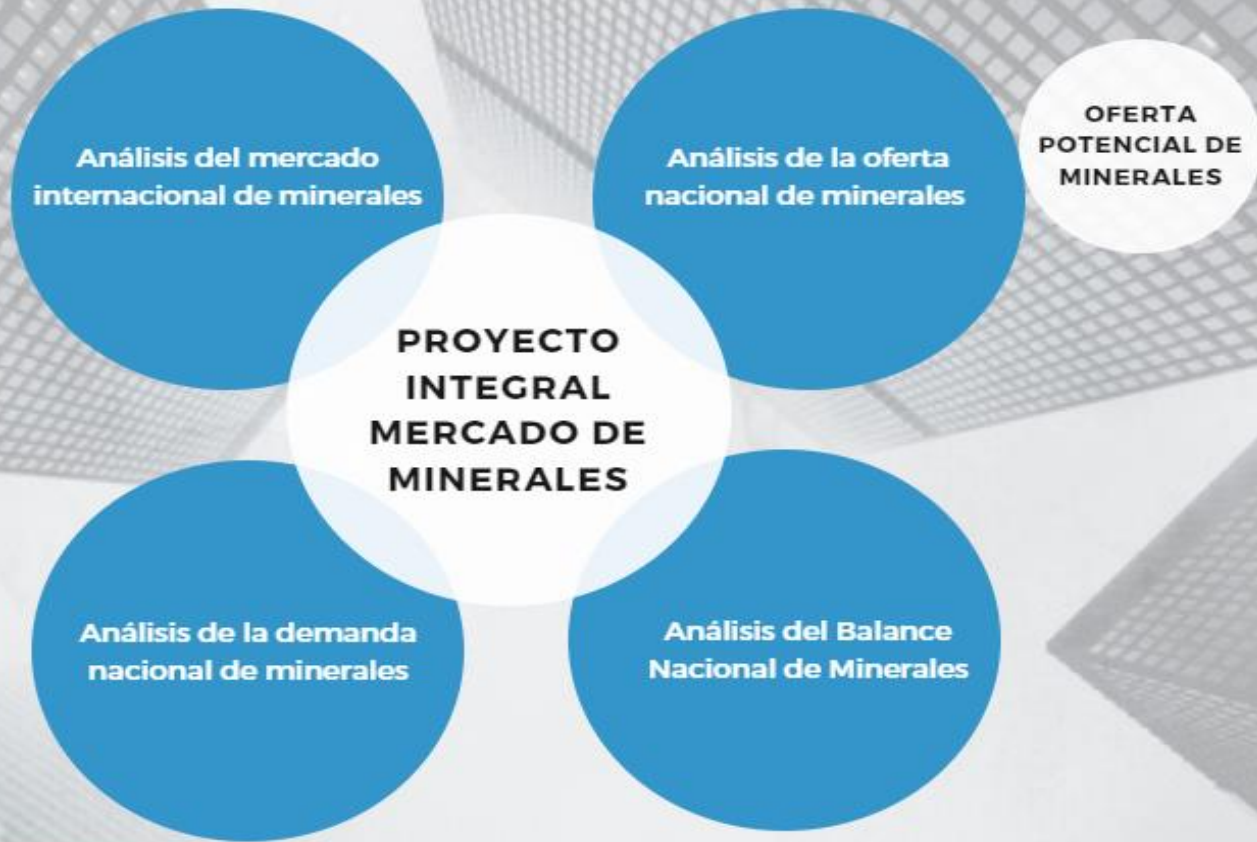 Análisis del mercado
internacional de minerales
Análisis de la oferta
nacional de minerales
OFERTA
POTENCIAL DE
MINERALES
PROYECTO
INTEGRAL
MERCADO DE
MINERALES
Análisis de la demanda
nacional de minerales
Análisis del Balance
Nacional de Minerales